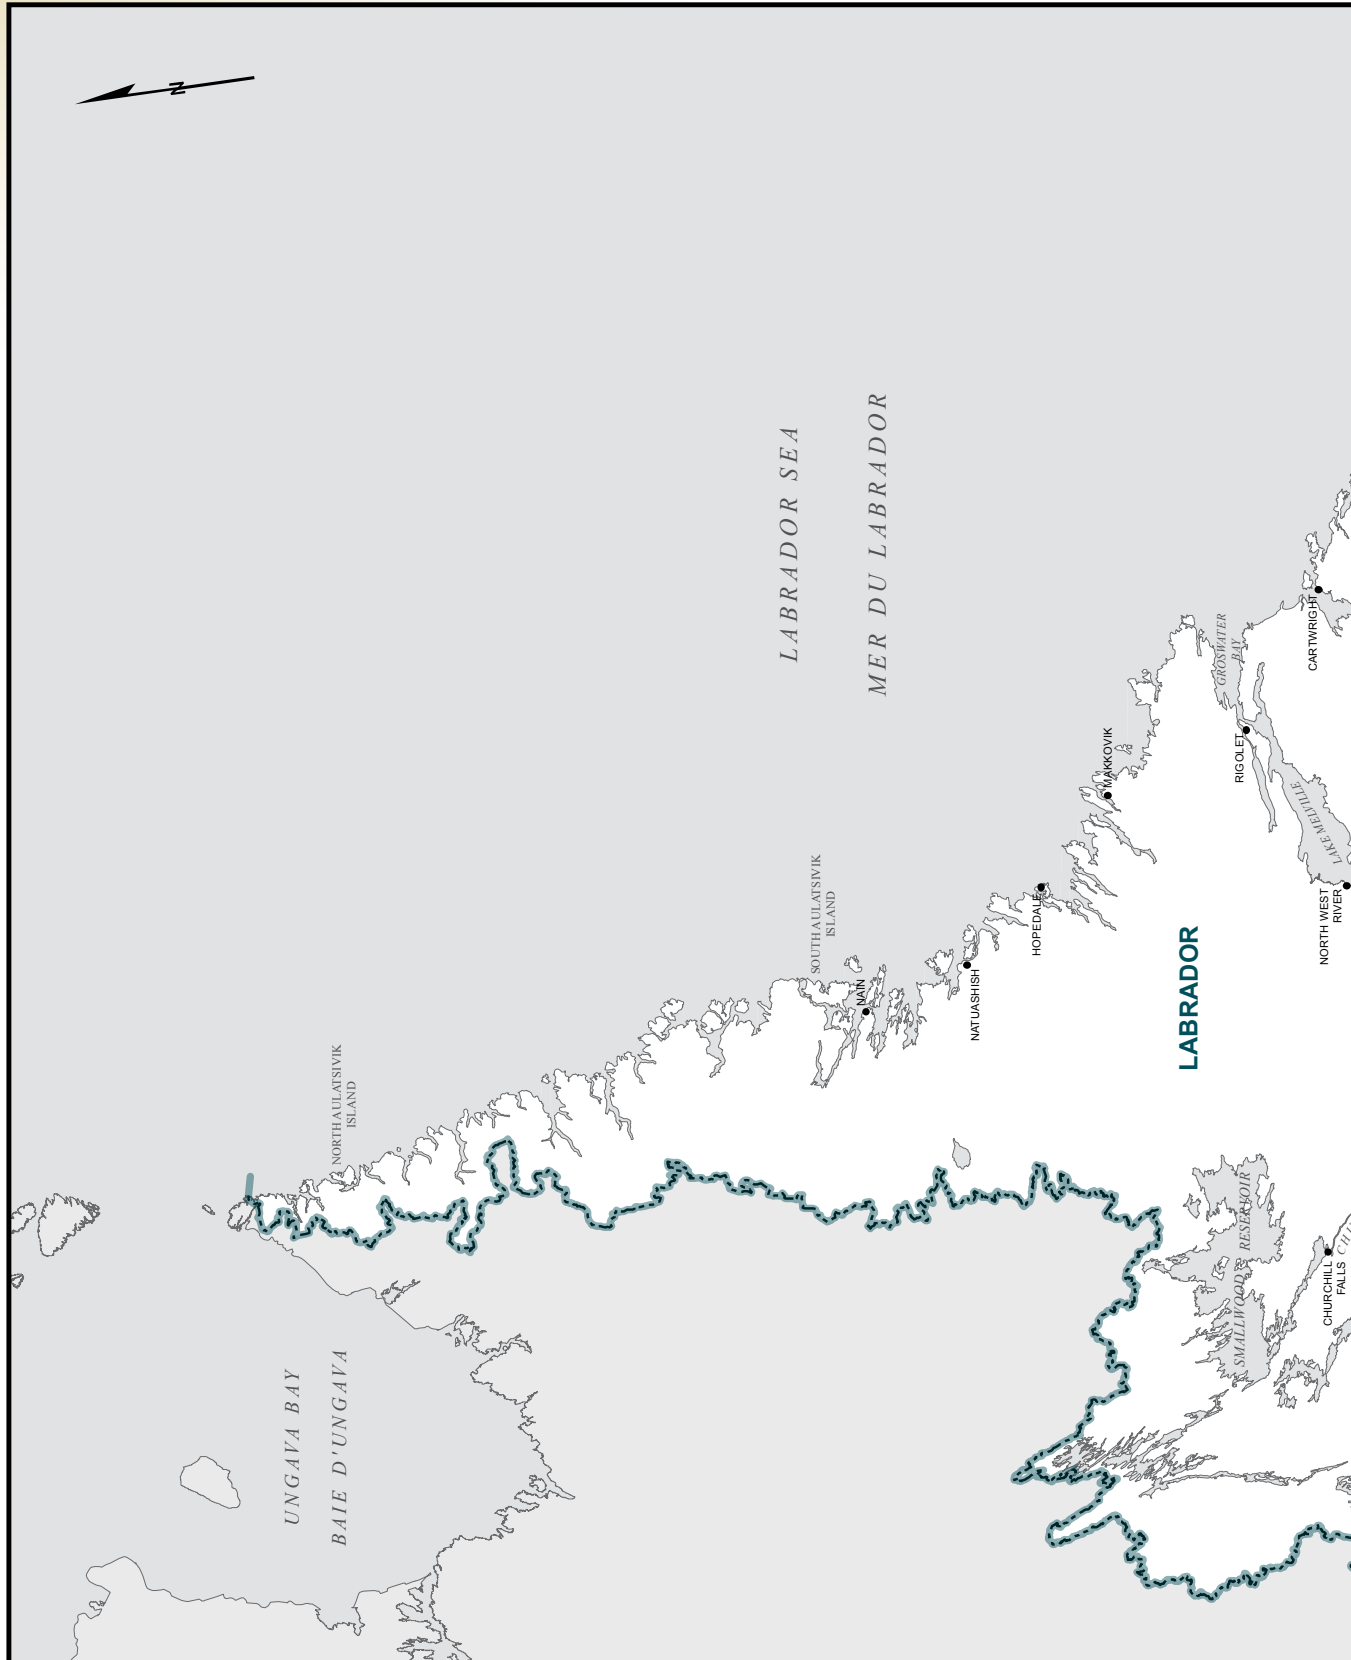 N
LABRADOR SEA
MER DU LABRADOR
NORTH AULATSIVIK
ISLAND
SOUTH AULATSIVIK
ISLAND
NAIN
NATUASHISH
HOPEDALE
MAKKOVIK
GROSWATER
BAY
RIGOLET
CARTWRIGHT
LAKE MELVILLE
NORTH WEST
RIVER
LABRADOR
UNGAVA BAY
BAIE D'UNGAVA
SMALLWOOD RESERVOIR
CHURCHILL
FALLS